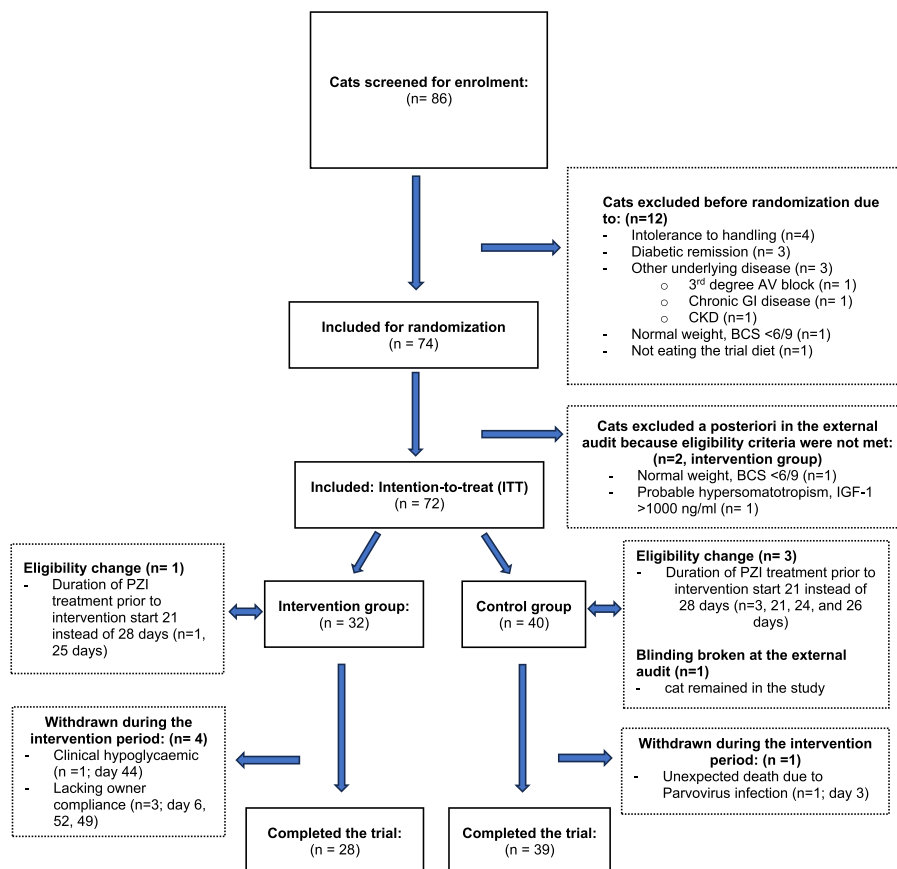 Cats screened for enrolment:
(n= 86)
Cats excluded before randomization due
to: (n=12)
- Intolerance to handling (n=4)
- Diabetic remission (n= 3)
- Other underlying disease (n= 3)
o 3rd degree AV block (n= 1)
o Chronic GI disease (n= 1)
o CKD (n=1)
- Normal weight, BCS <6/9 (n=1)
- Not eating the trial diet (n=1)
Included for randomization
(n = 74)
Cats excluded a posteriori in the external
audit because eligibility criteria were not met:
(n=2, intervention group)
- Normal weight, BCS <6/9 (n=1)
- Probable hypersomatotropism, IGF-1
>1000 ng/ml (n= 1)
Included: Intention-to-treat (ITT)
(n = 72)
Eligibility change (n= 1)
- Duration of PZI
treatment prior to
intervention start 21
instead of 28 days (n=1,
25 days)
Intervention group:
(n = 32)
Control group
(n = 40)
Eligibility change (n= 3)
- Duration of PZI treatment prior to
intervention start 21 instead of
28 days (n=3, 21, 24, and 26
days)
Blinding broken at the external
audit (n=1)
- cat remained in the study
Withdrawn during the
intervention period: (n= 4)
- Clinical hypoglycaemic
(n =1; day 44)
- Lacking owner
compliance (n=3; day 6,
52, 49)
Withdrawn during the intervention
period: (n =1)
- Unexpected death due to
Parvovirus infection (n=1; day 3)
Completed the trial:
(n = 28)
Completed the trial:
(n = 39)